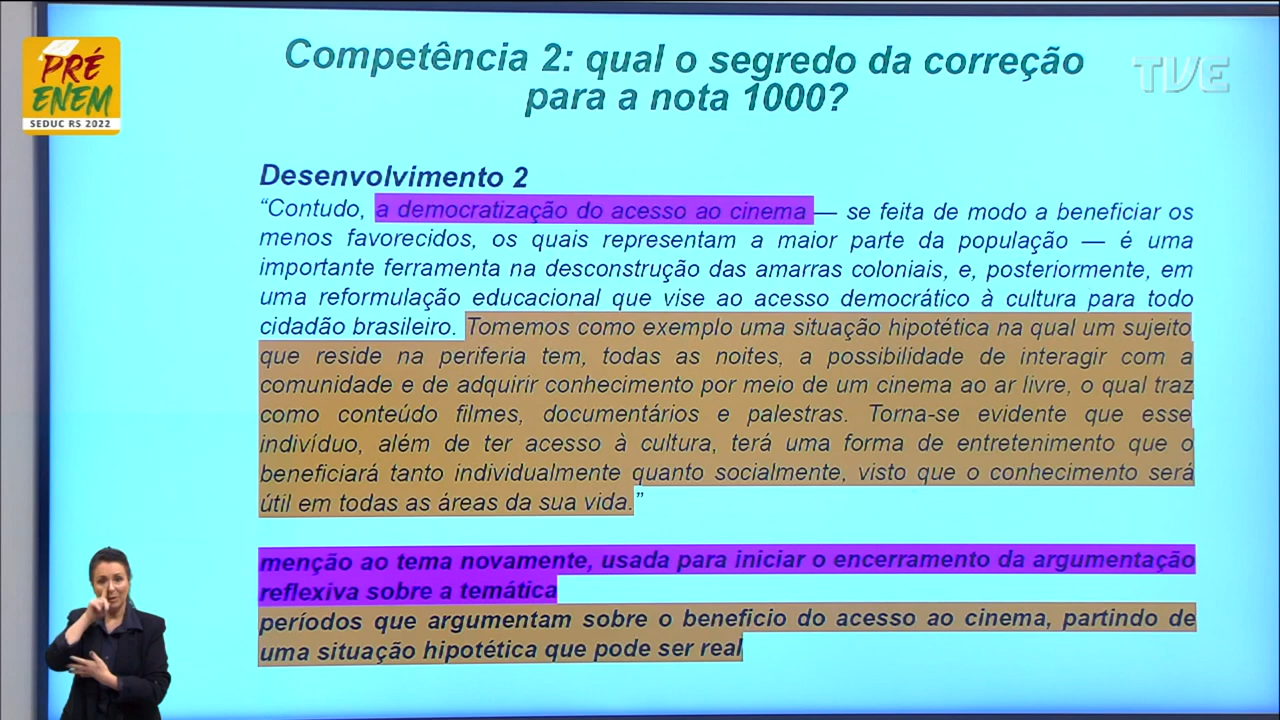 PRÉ
ENEM
SEDUC RS 2022
Competência 2: qual o segredo da correção
para a nota 1000?
TVE
Desenvolvimento 2
“Contudo, a democratização do acesso ao cinema — se feita de modo a beneficiar os
menos favorecidos, os quais representam a maior parte da população — é uma
importante ferramenta na desconstrução das amarras coloniais, e, posteriormente, em
uma reformulação educacional que vise ao acesso democrático à cultura para todo
cidadão brasileiro. Tomemos como exemplo uma situação hipotética na qual um sujeito
que reside na periferia tem, todas as noites, a possibilidade de interagir com a
comunidade e de adquirir conhecimento por meio de um cinema ao ar livre, o qual traz
como conteúdo filmes, documentários e palestras. Torna-se evidente que esse
indivíduo, além de ter acesso à cultura, terá uma forma de entretenimento que o
beneficiará tanto individualmente quanto socialmente, visto que o conhecimento será
útil em todas as áreas da sua vida.”
menção ao tema novamente, usada para iniciar o encerramento da argumentação
reflexiva sobre a temática
períodos que argumentam sobre o beneficio do acesso ao cinema, partindo de
uma situação hipotética que pode ser real